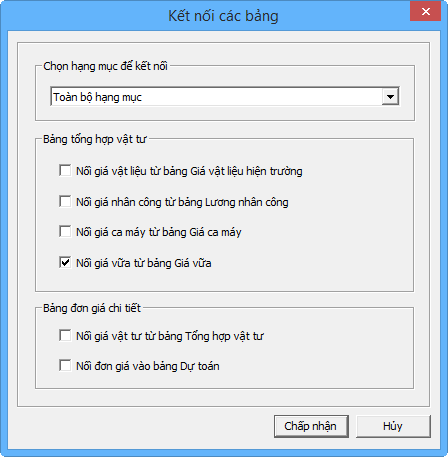 Kết nối các bảng
Chọn hạng mục để kết nối
Toàn bộ hạng mục
Bảng tổng hợp vật tư
Nối giá vật liệu từ bảng Giá vật liệu hiện trường
Nối giá nhân công từ bảng Lương nhân công
Nối giá ca máy từ bảng Giá ca máy
Nối giá vữa từ bảng Giá vữa
Bảng đơn giá chi tiết
Nối giá vật tư từ bảng Tổng hợp vật tư
Nối đơn giá vào bảng Dự toán
Chấp nhận Hủy